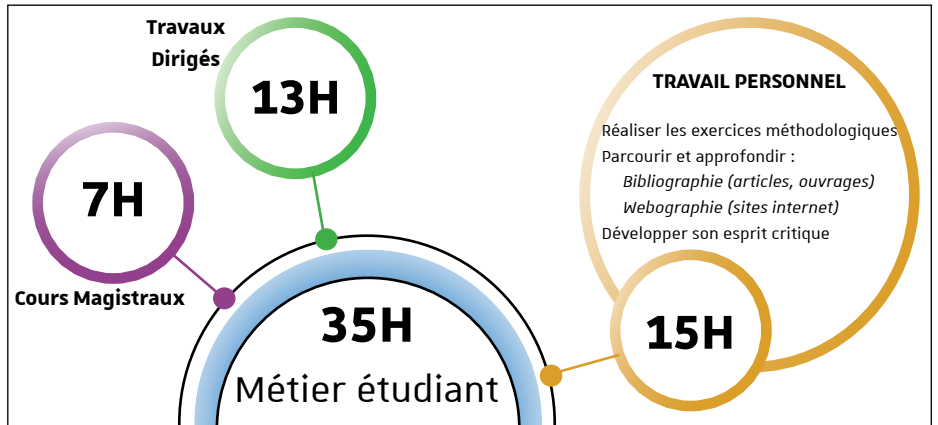 Travaux
Dirigés
13H
7H
Cours Magistraux
35H
Métier étudiant
TRAVAIL PERSONNEL
Réaliser les exercices méthodologiques
Parcourir et approfondir :
Bibliographie (articles, ouvrages)
Webographie (sites internet)
Développer son esprit critique
15H